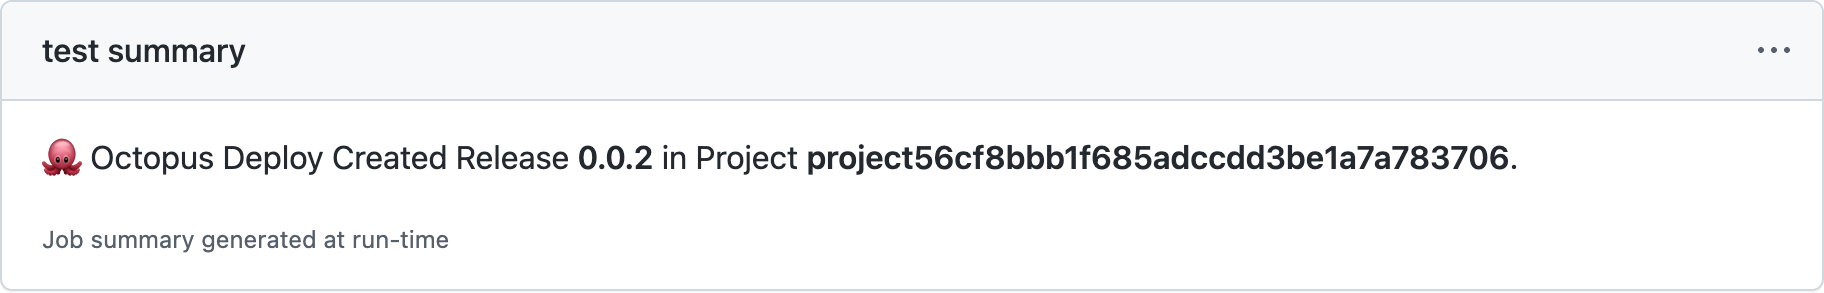 test summary
🐙 Octopus Deploy Created Release 0.0.2 in Project project56cf8bbb1f685adccdd3be1a7a783706.
Job summary generated at run-time